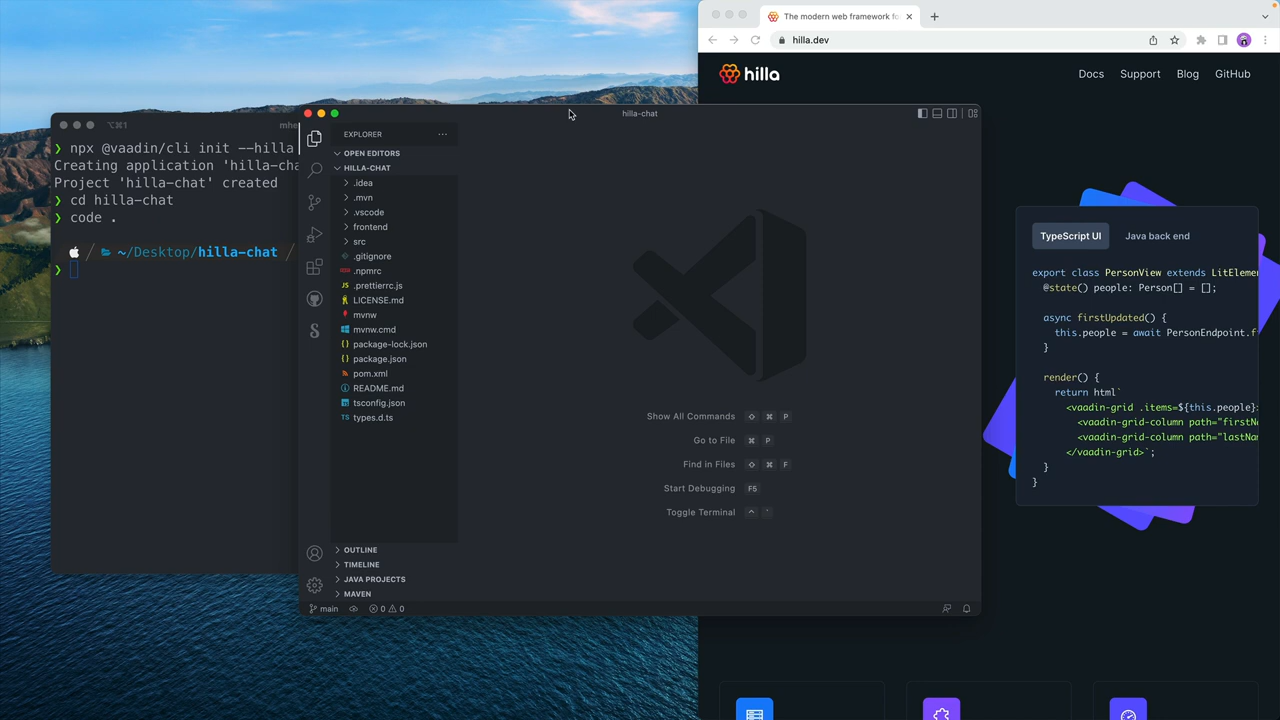 The modern web framework fo
hilla.dev
hilla
Docs Support Blog GitHub
⌥⌘1
npx @vaadin/cli init --hilla
Creating application 'hilla-cha
Project 'hilla-chat' created
cd hilla-chat
code .
~/Desktop/hilla-chat
hilla-chat
EXPLORER
OPEN EDITORS
HILLA-CHAT
.idea
.mvn
.vscode
frontend
src
.gitignore
.npmrc
.prettierrc.js
LICENSE.md
mvnw
mvnw.cmd
package-lock.json
package.json
pom.xml
README.md
tsconfig.json
types.d.ts
OUTLINE
TIMELINE
JAVA PROJECTS
MAVEN
main 0 0
Show All Commands ⇧ ⌘ P
Go to File ⌘ P
Find in Files ⇧ ⌘ F
Start Debugging F5
Toggle Terminal ^ `
TypeScript UI Java back end
export class PersonView extends LitElemen
@state() people: Person[] = [];
async firstUpdated() {
this.people = await PersonEndpoint.f
}
render() {
return html`
<vaadin-grid .items=${this.people}>
<vaadin-grid-column path="firstNa
<vaadin-grid-column path="lastNam
</vaadin-grid>`;
}
}